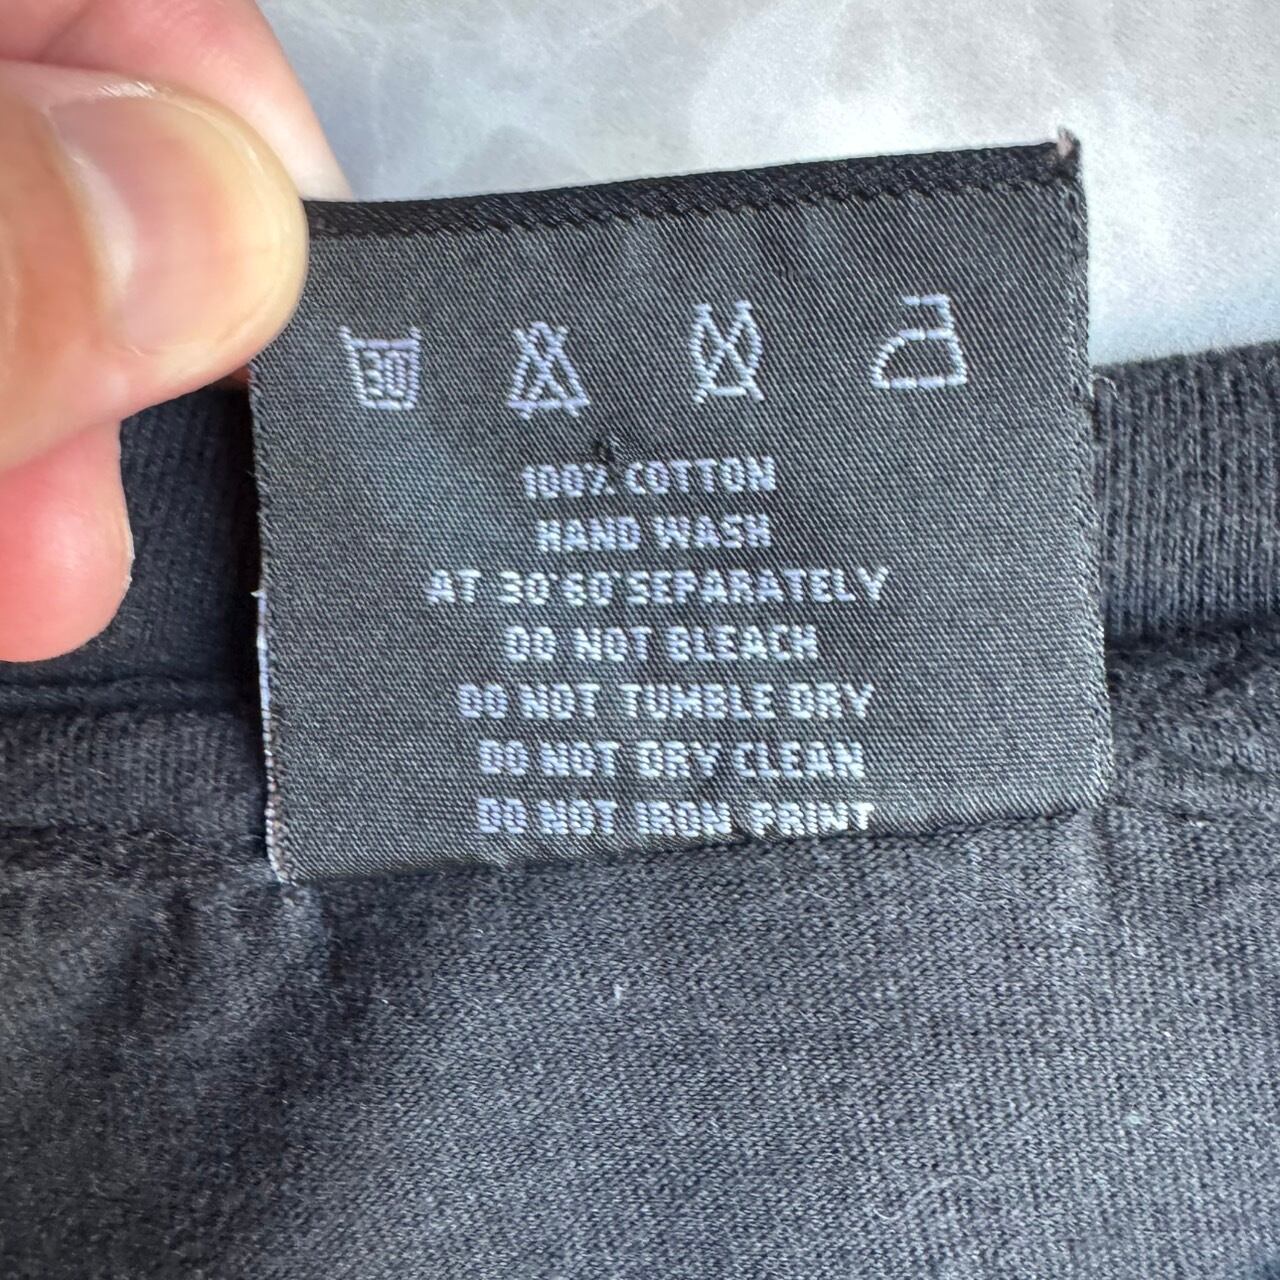 30
100% COTTON
HAND WASH
AT 30°60°SEPARATELY
DO NOT BLEACH
DO NOT TUMBLE DRY
DO NOT DRY CLEAN
DO NOT IRON PRINT